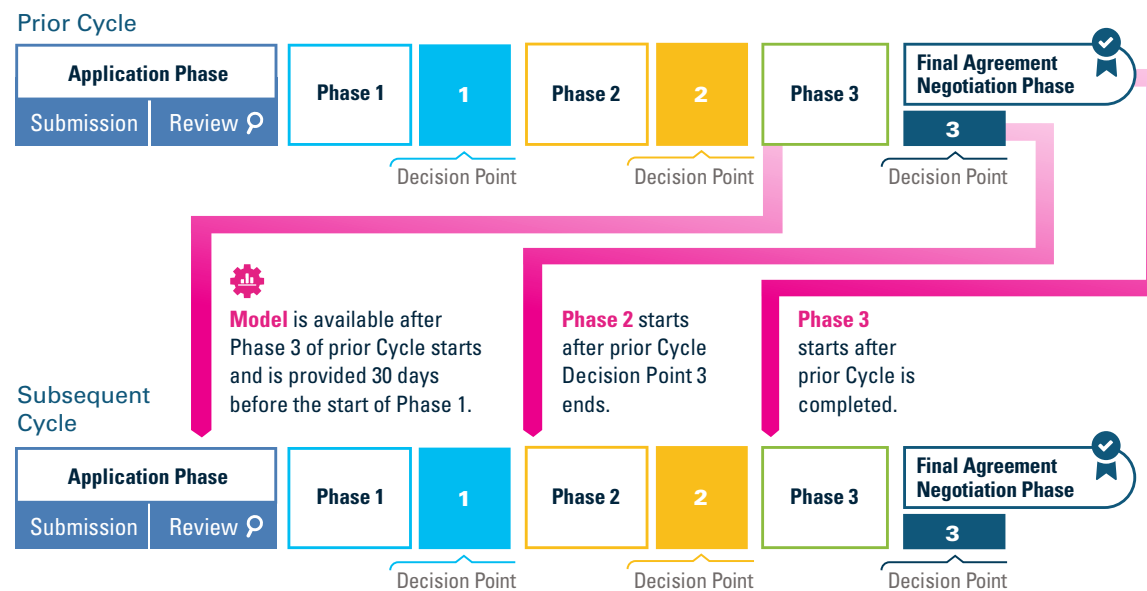 Prior Cycle
Application Phase
Submission
Review
Phase 1
1
Phase 2
2
Phase 3
Final Agreement
Negotiation Phase
3
Decision Point
Decision Point
Decision Point
Model is available after
Phase 3 of prior Cycle starts
and is provided 30 days
before the start of Phase 1.
Phase 2 starts
after prior Cycle
Decision Point 3
ends.
Phase 3
starts after
prior Cycle is
completed.
Subsequent
Cycle
Application Phase
Submission
Review
Phase 1
1
Phase 2
2
Phase 3
Final Agreement
Negotiation Phase
3
Decision Point
Decision Point
Decision Point